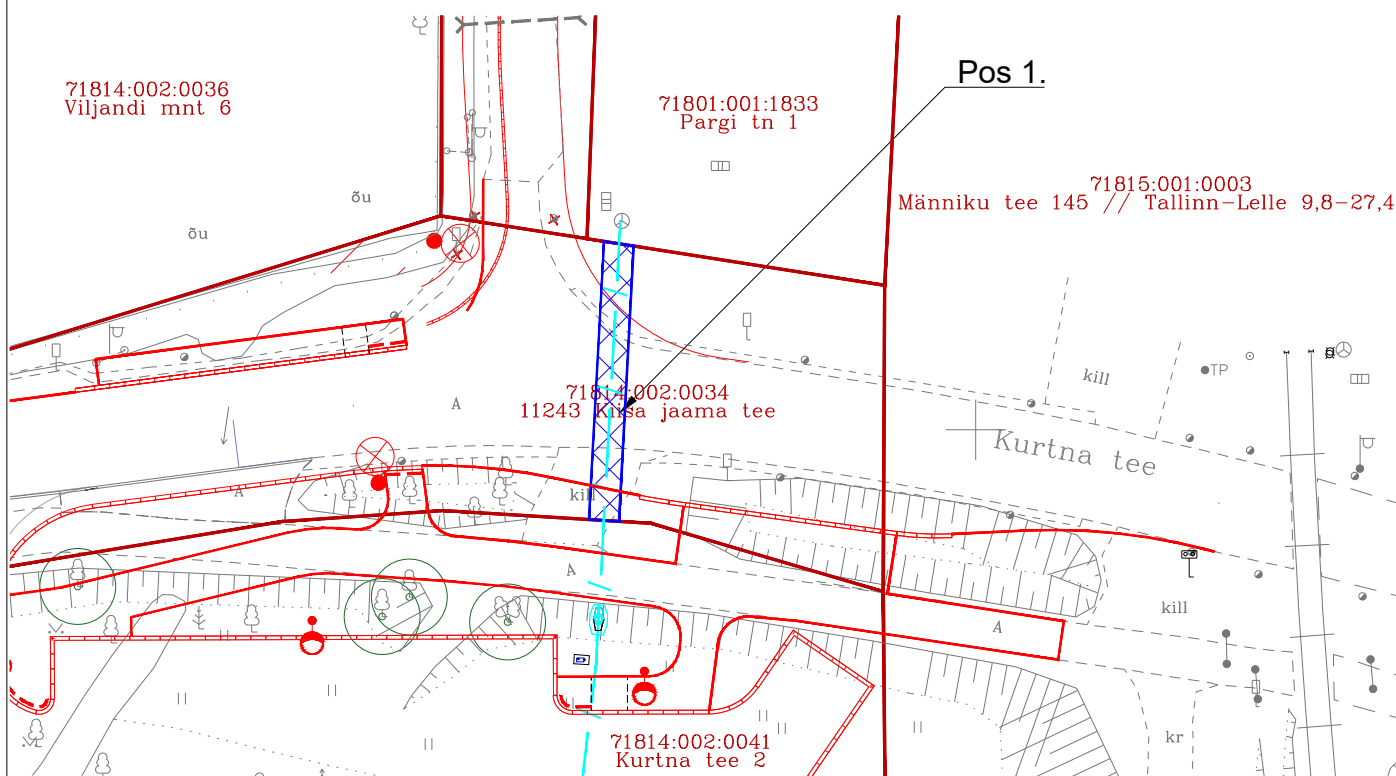 Pos 1.
71814:002:0036
Viljandi mnt 6
71801:001:1833
Pargi tn 1
71815:001:0003
Männiku tee 145 // Tallinn-Lelle 9,8-27,4
õu
õu
TP
kill
71814:002:0034
11243 Kiisa jaama tee
A
Kurtna tee
A
kill
A
kill
A
kr
71814:002:0041
Kurtna tee 2